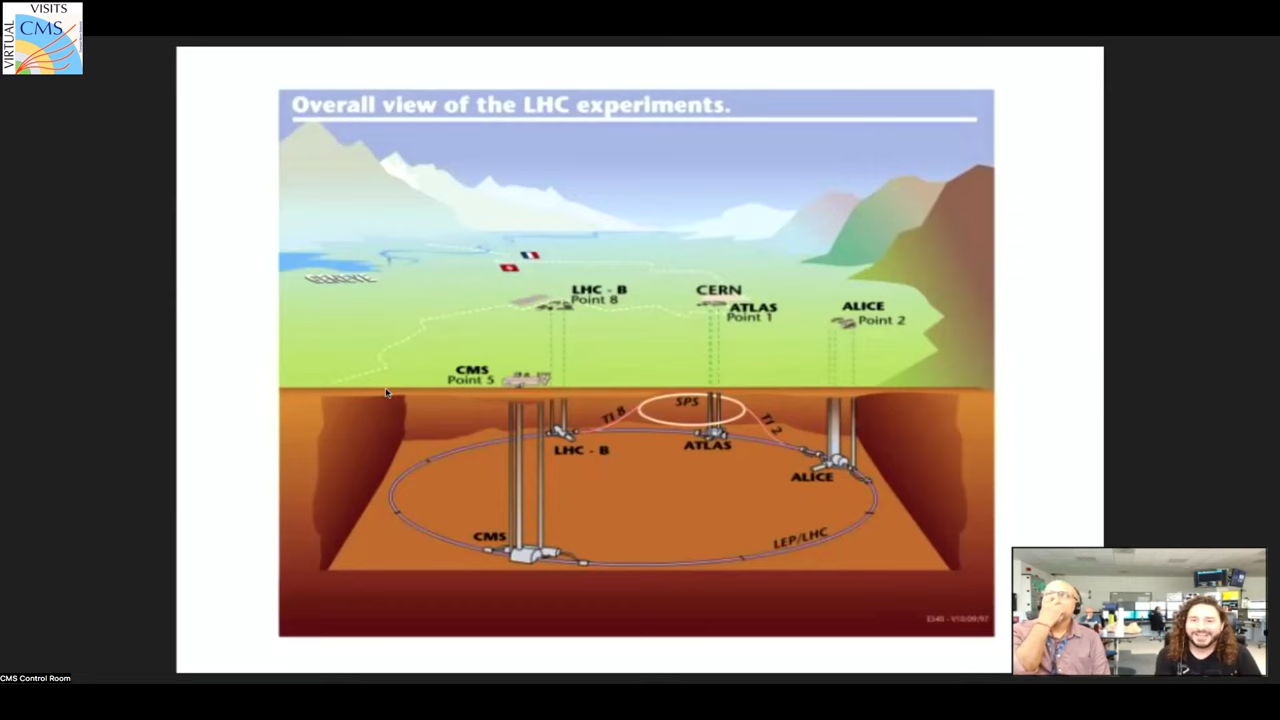 VISITS
CMS
VIRTUAL
Overall view of the LHC experiments.
GENEVE
LHC - B
Point 8
CERN
ATLAS
Point 1
ALICE
Point 2
CMS
Point 5
SPS
TI 8
TI 2
LHC - B
ATLAS
ALICE
CMS
LEP/LHC
CMS Control Room